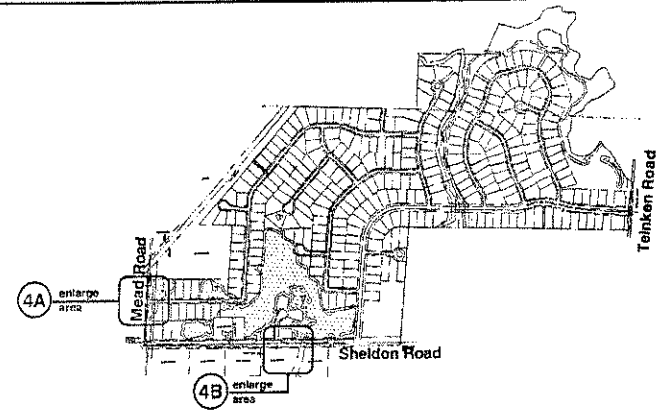 Teinken Road
Mead Road
4A
enlarge
area
Sheldon Road
4B
enlarge
area